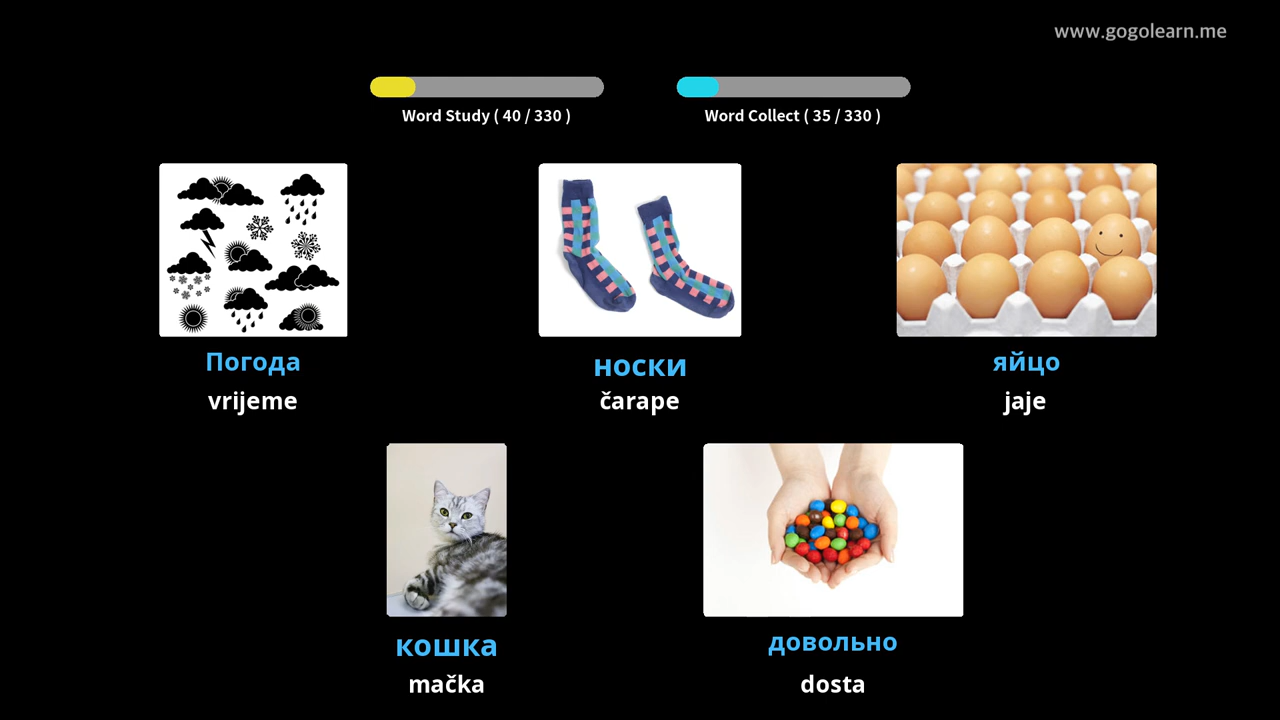 www.gogolearn.me
Word Study ( 40 / 330 )
Word Collect ( 35 / 330 )
Погода
vrijeme
носки
čarape
яйцо
jaje
кошка
mačka
довольно
dosta